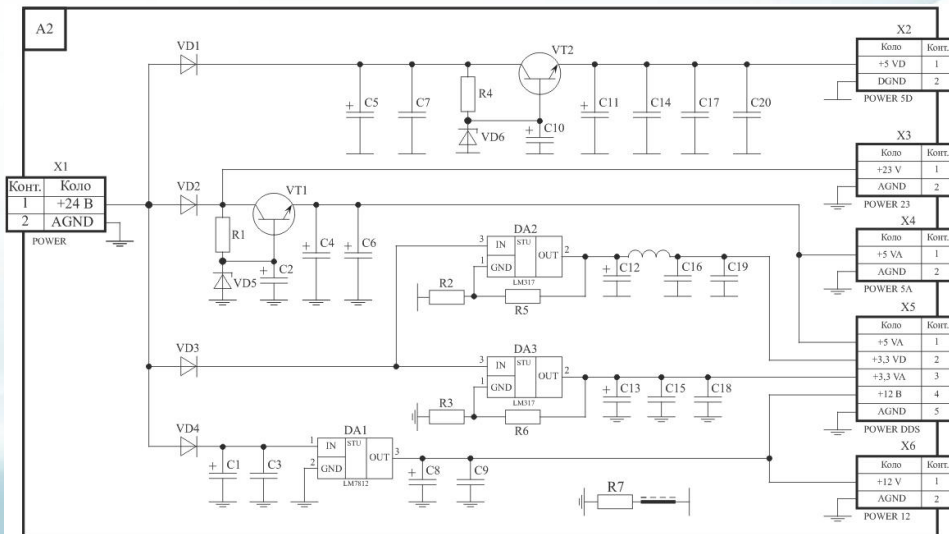 A2
X1
Конт. Коло
1 +24 В
2 AGND
POWER
VD1
C5
C7
R4
VD6
VT2
C10
C11
C14
C17
C20
X2
Коло Конт.
+5 VD 1
DGND 2
POWER 5D
X3
Коло Конт.
+23 V 1
AGND 2
POWER 23
VD2
R1
VD5
VT1
C2
C4
C6
X4
Коло Конт.
+5 VA 1
AGND 2
POWER 5A
DA2
3 IN STU OUT 2
1 GND
LM317
R2
R5
C12
C16
C19
X5
Коло Конт.
+5 VA 1
+3,3 VD 2
+3,3 VA 3
+12 В 4
AGND 5
POWER DDS
VD3
DA3
3 IN STU OUT 2
1 GND
LM317
R3
R6
C13
C15
C18
VD4
C1
C3
DA1
1 IN STU OUT 3
2 GND
LM7812
C8
C9
R7
X6
Коло Конт.
+12 V 1
AGND 2
POWER 12
+
+
+
+
+
+
+
+
+